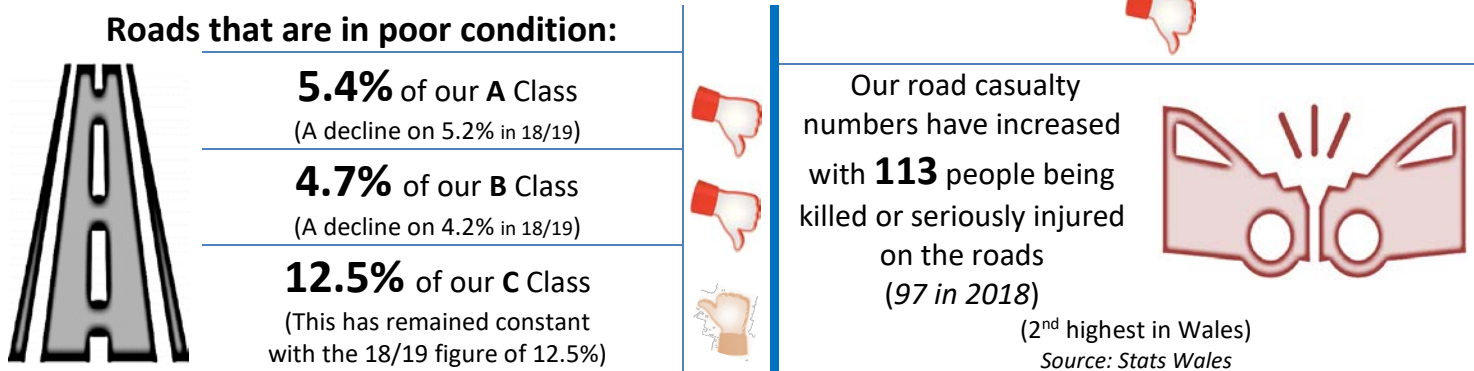 Roads that are in poor condition:
5.4% of our A Class
(A decline on 5.2% in 18/19)
4.7% of our B Class
(A decline on 4.2% in 18/19)
12.5% of our C Class
(This has remained constant
with the 18/19 figure of 12.5%)
Our road casualty
numbers have increased
with 113 people being
killed or seriously injured
on the roads
(97 in 2018)
(2nd highest in Wales)
Source: Stats Wales